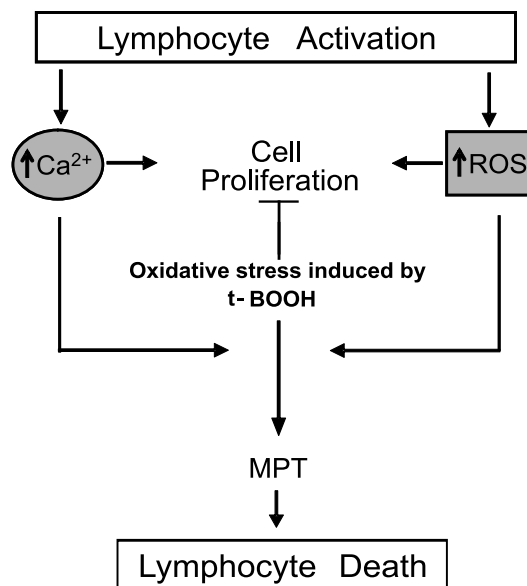 Lymphocyte Activation
↑Ca²⁺
Cell
Proliferation
↑ROS
Oxidative stress induced by
t-BOOH
MPT
Lymphocyte Death